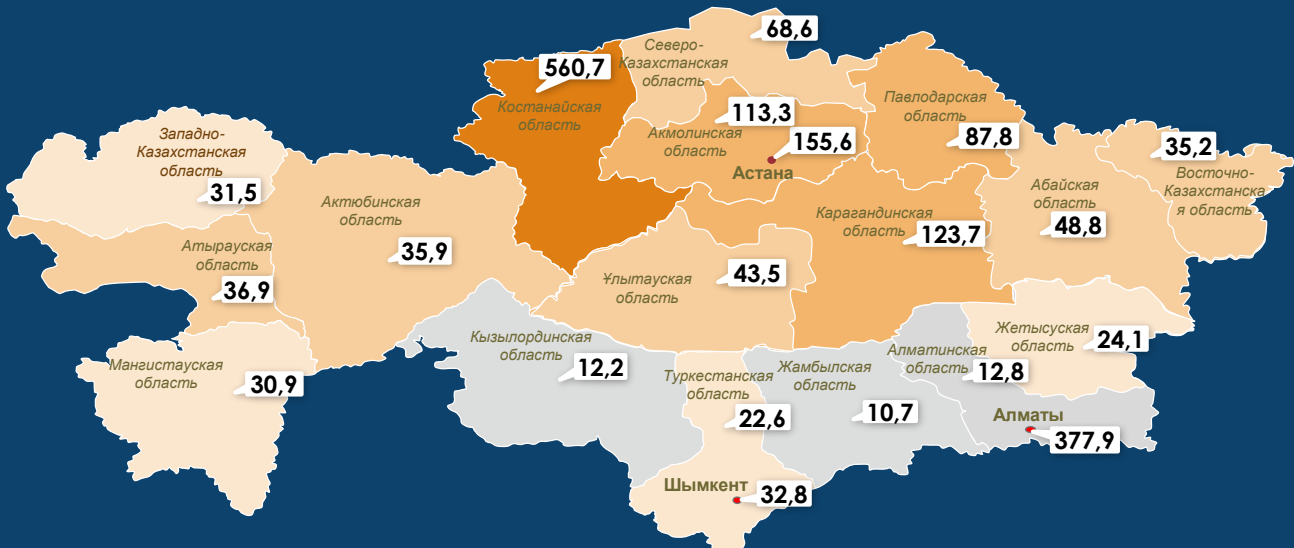 68,6
Северо-
Казахстанская
область
560,7
Костанайская
область
Павлодарская
область
87,8
113,3
Акмолинская
область
155,6
Астана
Западно-
Казахстанская
область
31,5
35,2
Восточно-
Казахстанска
я область
Абайская
область
48,8
Актюбинская
область
35,9
Карагандинская
область
123,7
Атырауская
область
36,9
Ұлытауская
область
43,5
Жетысуская
область
24,1
Кызылординская
область
12,2
Алматинская
область
12,8
Мангистауская
область
30,9
Туркестанская
область
22,6
Жамбылская
область
10,7
Алматы
377,9
Шымкент
32,8